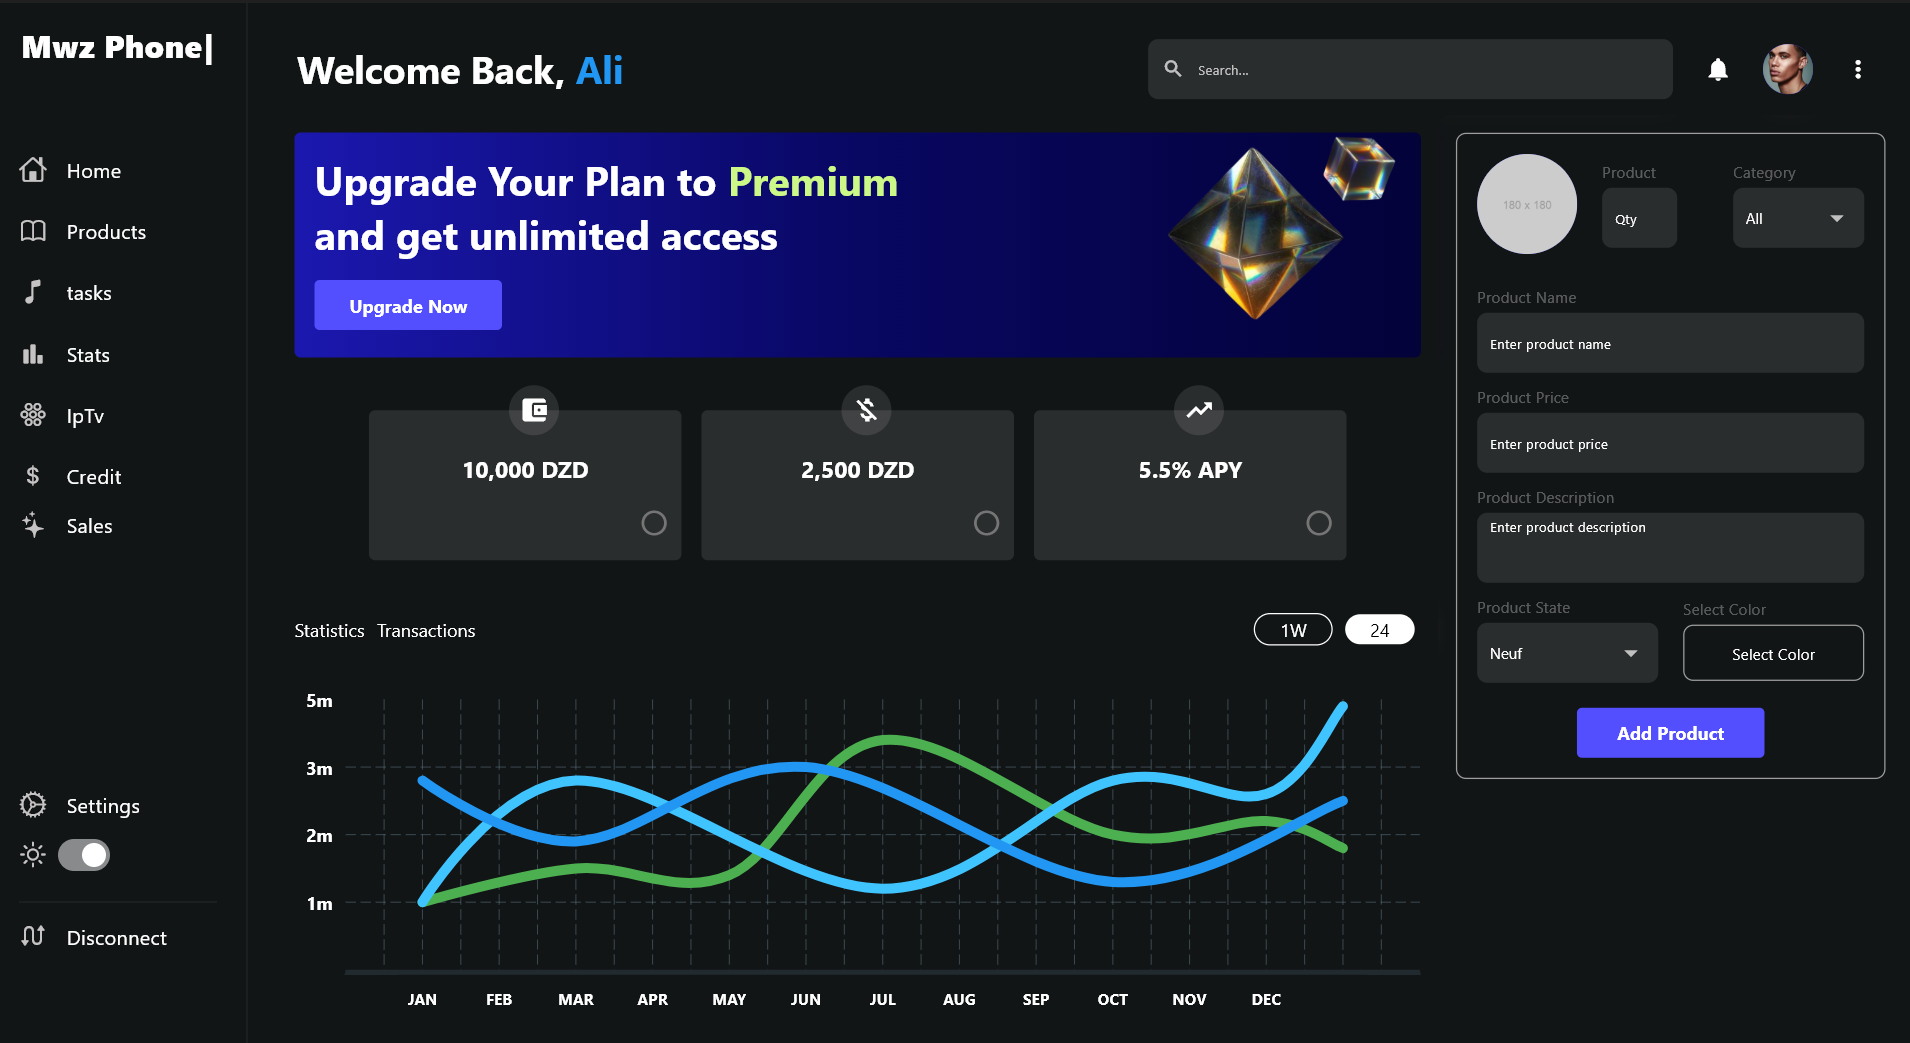 Mwz Phone|
Home
Products
tasks
Stats
IpTv
Credit
Sales
Settings
Disconnect
Welcome Back, Ali
Search...
Upgrade Your Plan to Premium
and get unlimited access
Upgrade Now
10,000 DZD
2,500 DZD
5.5% APY
Statistics Transactions
1W
24
5m
3m
2m
1m
JAN FEB MAR APR MAY JUN JUL AUG SEP OCT NOV DEC
180 x 180
Product
Category
Qty
All
Product Name
Enter product name
Product Price
Enter product price
Product Description
Enter product description
Product State
Select Color
Neuf
Select Color
Add Product